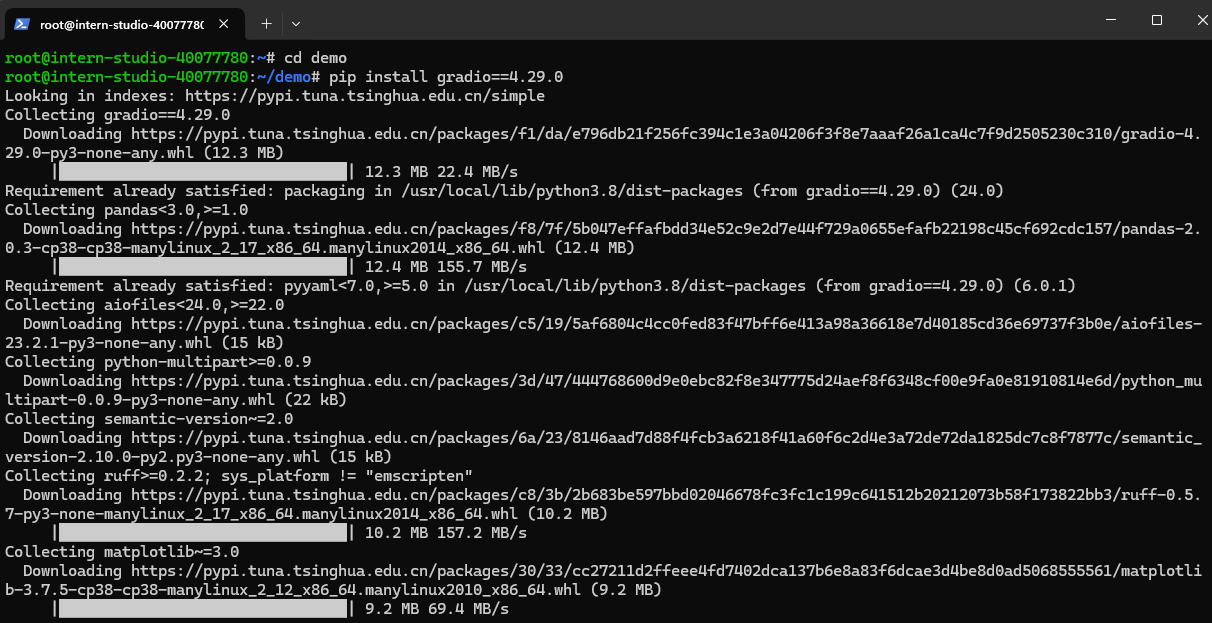 root@intern-studio-40077780
root@intern-studio-40077780:~# cd demo
root@intern-studio-40077780:~/demo# pip install gradio==4.29.0
Looking in indexes: https://pypi.tuna.tsinghua.edu.cn/simple
Collecting gradio==4.29.0
  Downloading https://pypi.tuna.tsinghua.edu.cn/packages/f1/da/e796db21f256fc394c1e3a04206f3f8e7aaaf26a1ca4c7f9d2505230c310/gradio-4.
29.0-py3-none-any.whl (12.3 MB)
     |████████████████████████████████| 12.3 MB 22.4 MB/s
Requirement already satisfied: packaging in /usr/local/lib/python3.8/dist-packages (from gradio==4.29.0) (24.0)
Collecting pandas<3.0,>=1.0
  Downloading https://pypi.tuna.tsinghua.edu.cn/packages/f8/7f/5b047effafbdd34e52c9e2d7e44f729a0655efafb22198c45cf692cdc157/pandas-2.
0.3-cp38-cp38-manylinux_2_17_x86_64.manylinux2014_x86_64.whl (12.4 MB)
     |████████████████████████████████| 12.4 MB 155.7 MB/s
Requirement already satisfied: pyyaml<7.0,>=5.0 in /usr/local/lib/python3.8/dist-packages (from gradio==4.29.0) (6.0.1)
Collecting aiofiles<24.0,>=22.0
  Downloading https://pypi.tuna.tsinghua.edu.cn/packages/c5/19/5af6804c4cc0fed83f47bff6e413a98a36618e7d40185cd36e69737f3b0e/aiofiles-
23.2.1-py3-none-any.whl (15 kB)
Collecting python-multipart>=0.0.9
  Downloading https://pypi.tuna.tsinghua.edu.cn/packages/3d/47/444768600d9e0ebc82f8e347775d24aef8f6348cf00e9fa0e81910814e6d/python_mu
ltipart-0.0.9-py3-none-any.whl (22 kB)
Collecting semantic-version~=2.0
  Downloading https://pypi.tuna.tsinghua.edu.cn/packages/6a/23/8146aad7d88f4fcb3a6218f41a60f6c2d4e3a72de72da1825dc7c8f7877c/semantic_
version-2.10.0-py2.py3-none-any.whl (15 kB)
Collecting ruff>=0.2.2; sys_platform != "emscripten"
  Downloading https://pypi.tuna.tsinghua.edu.cn/packages/c8/3b/2b683be597bbd02046678fc3fc1c199c641512b20212073b58f173822bb3/ruff-0.5.
7-py3-none-manylinux_2_17_x86_64.manylinux2014_x86_64.whl (10.2 MB)
     |████████████████████████████████| 10.2 MB 157.2 MB/s
Collecting matplotlib~=3.0
  Downloading https://pypi.tuna.tsinghua.edu.cn/packages/30/33/cc27211d2ffeee4fd7402dca137b6e8a83f6dcae3d4be8d0ad5068555561/matplotli
b-3.7.5-cp38-cp38-manylinux_2_12_x86_64.manylinux2010_x86_64.whl (9.2 MB)
     |████████████████████████████████| 9.2 MB 69.4 MB/s